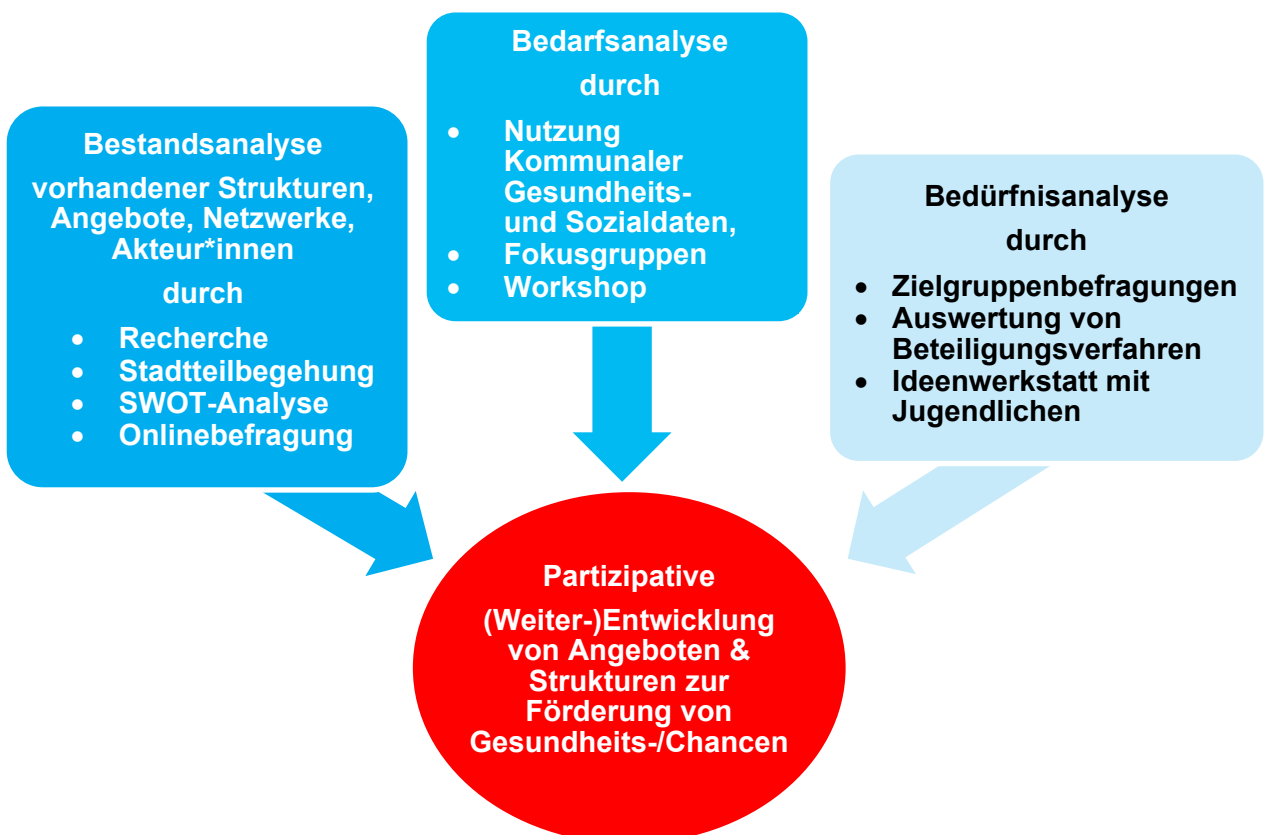 Bestandsanalyse
vorhandener Strukturen,
Angebote, Netzwerke,
Akteur*innen
durch
• Recherche
• Stadtteilbegehung
• SWOT-Analyse
• Onlinebefragung
Bedarfsanalyse
durch
• Nutzung
Kommunaler
Gesundheits-
und Sozialdaten,
• Fokusgruppen
• Workshop
Bedürfnisanalyse
durch
• Zielgruppenbefragungen
• Auswertung von
Beteiligungsverfahren
• Ideenwerkstatt mit
Jugendlichen
Partizipative
(Weiter-)Entwicklung
von Angeboten &
Strukturen zur
Förderung von
Gesundheits-/Chancen